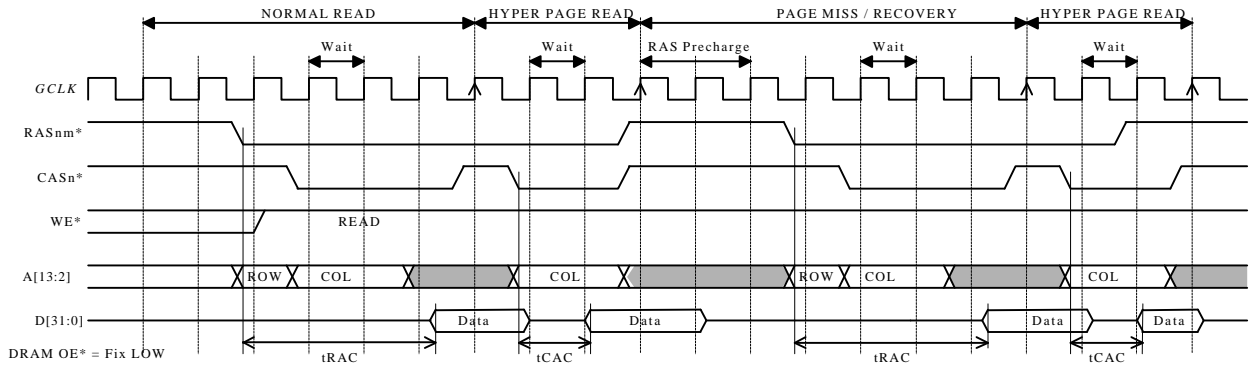 NORMAL READ HYPER PAGE READ PAGE MISS / RECOVERY HYPER PAGE READ
Wait Wait RAS Precharge Wait Wait
GCLK
RASnm*
CASn*
WE* READ
A[13:2] ROW COL COL ROW COL COL
D[31:0] Data Data Data Data
DRAM OE* = Fix LOW
tRAC tCAC tRAC tCAC